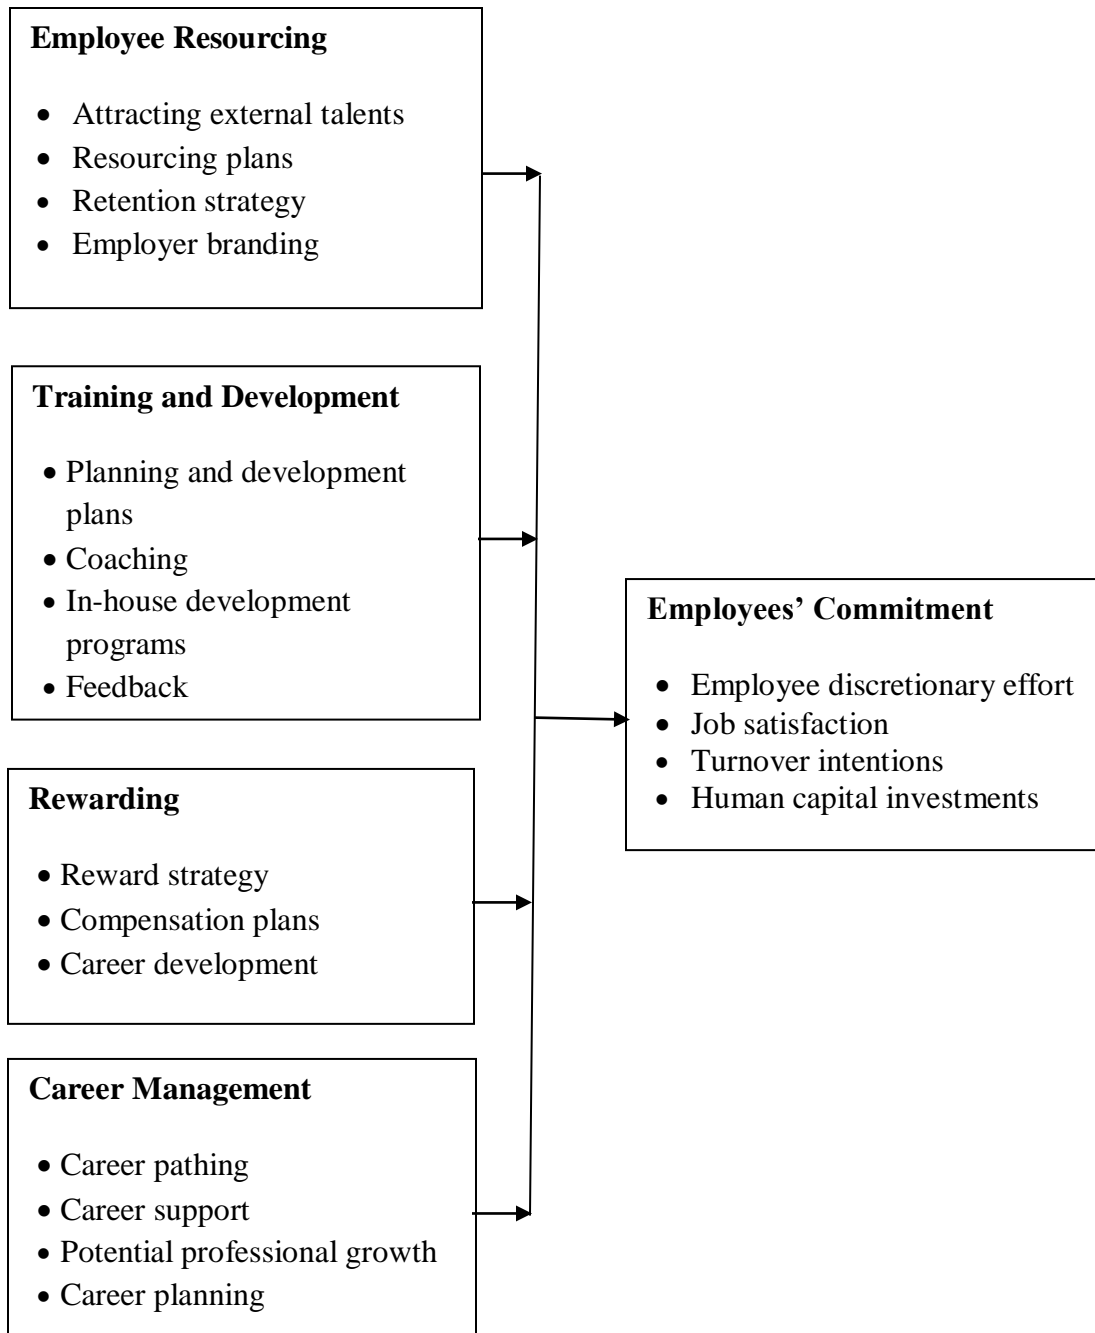 Employee Resourcing
• Attracting external talents
• Resourcing plans
• Retention strategy
• Employer branding
Training and Development
• Planning and development
plans
• Coaching
• In-house development
programs
• Feedback
Rewarding
• Reward strategy
• Compensation plans
• Career development
Career Management
• Career pathing
• Career support
• Potential professional growth
• Career planning
Employees’ Commitment
• Employee discretionary effort
• Job satisfaction
• Turnover intentions
• Human capital investments